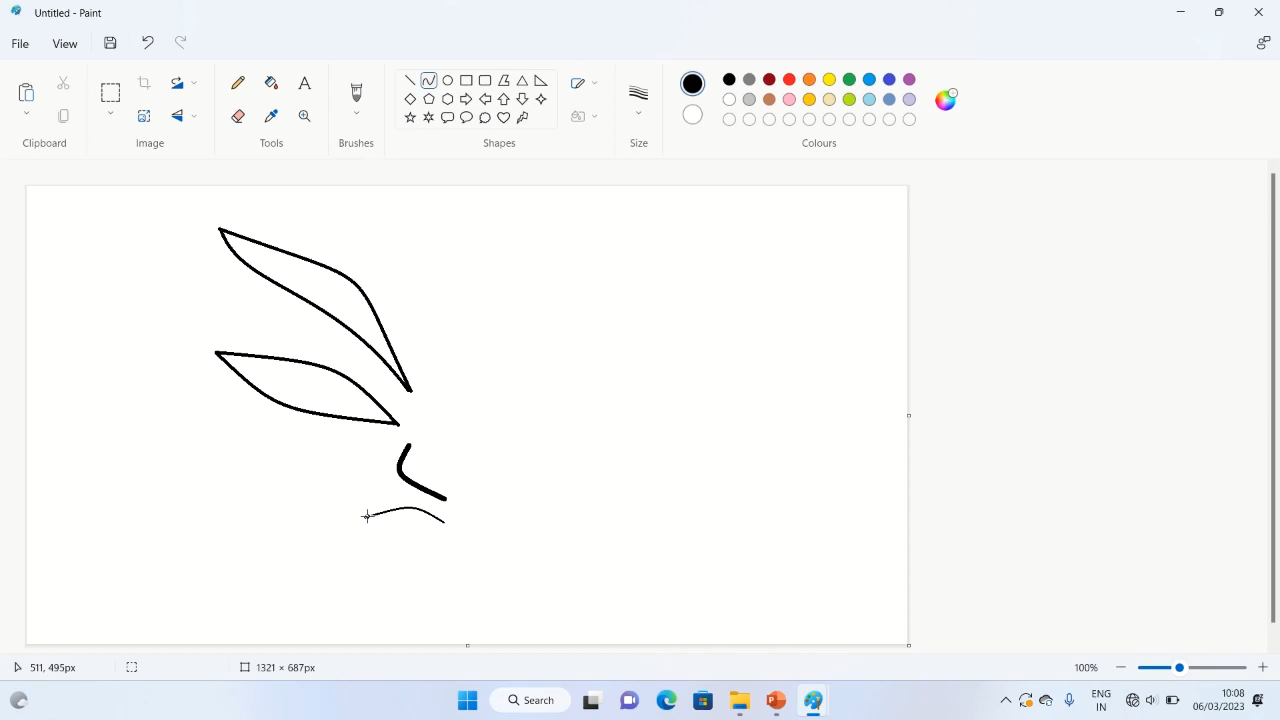 Untitled - Paint
File View
Clipboard Image Tools Brushes Shapes Size Colours
511, 495px 1321 × 687px 100%
Search ENG 10:08
IN 06/03/2023